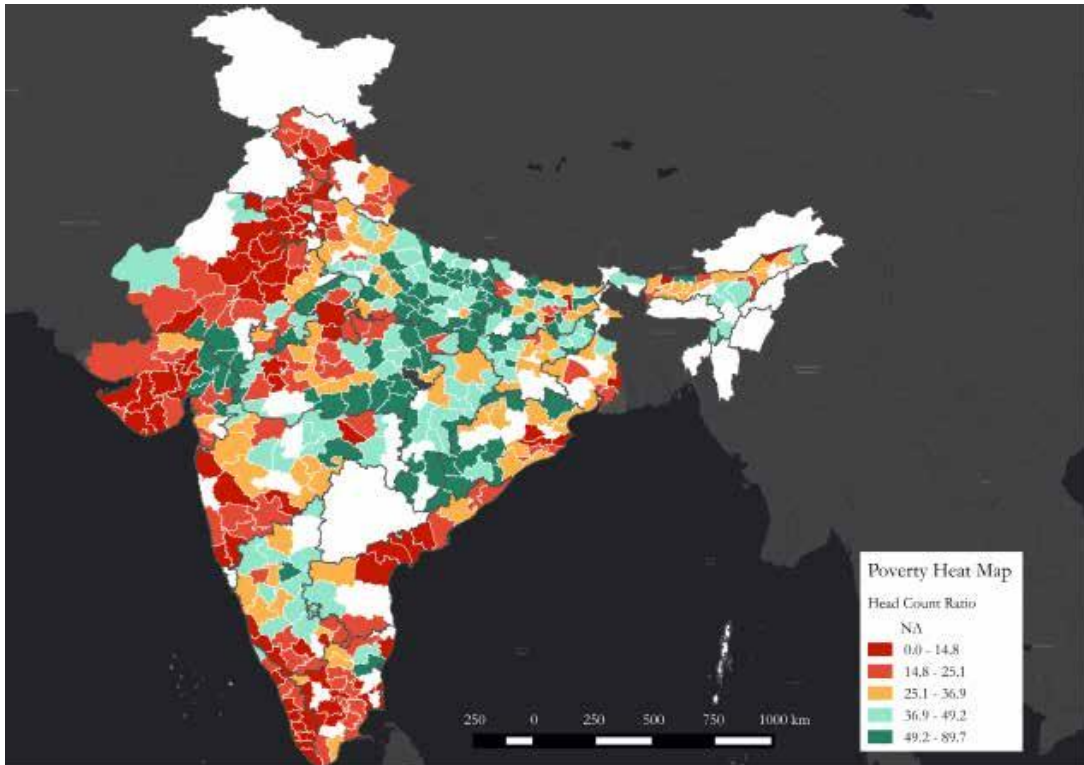 Poverty Heat Map
Head Count Ratio
NA
0.0 - 14.8
14.8 - 25.1
25.1 - 36.9
36.9 - 49.2
49.2 - 89.7
250 0 250 500 750 1000 km